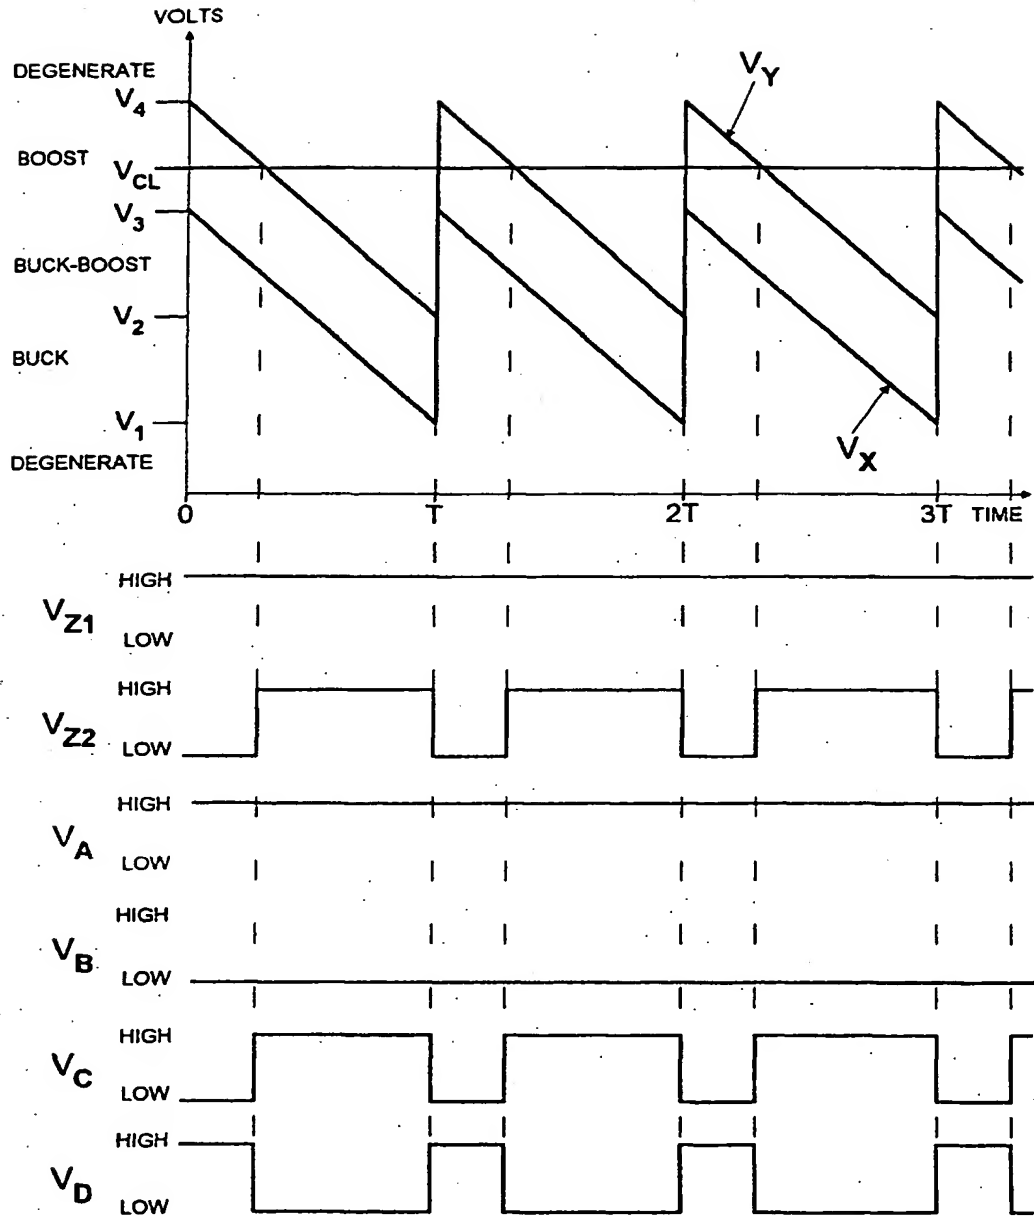 VOLTS
DEGENERATE
V4
VY
BOOST
VCL
V3
BUCK-BOOST
V2
BUCK
V1
VX
DEGENERATE
0 T 2T 3T TIME
HIGH
VZ1
LOW
HIGH
VZ2
LOW
HIGH
VA
LOW
HIGH
VB
LOW
HIGH
VC
LOW
HIGH
VD
LOW